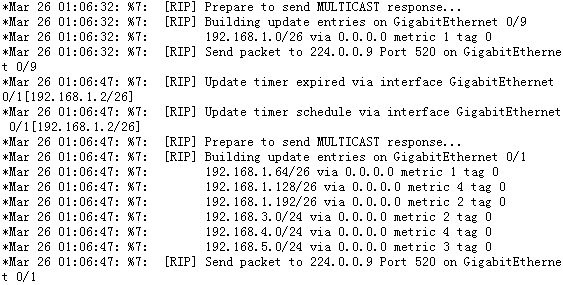 *Mar 26 01:06:32: %7:  [RIP] Prepare to send MULTICAST response...
*Mar 26 01:06:32: %7:  [RIP] Building update entries on GigabitEthernet 0/9
*Mar 26 01:06:32: %7:        192.168.1.0/26 via 0.0.0.0 metric 1 tag 0
*Mar 26 01:06:32: %7:  [RIP] Send packet to 224.0.0.9 Port 520 on GigabitEtherne
t 0/9
*Mar 26 01:06:47: %7:  [RIP] Update timer expired via interface GigabitEthernet
0/1[192.168.1.2/26]
*Mar 26 01:06:47: %7:  [RIP] Update timer schedule via interface GigabitEthernet
 0/1[192.168.1.2/26]
*Mar 26 01:06:47: %7:  [RIP] Prepare to send MULTICAST response...
*Mar 26 01:06:47: %7:  [RIP] Building update entries on GigabitEthernet 0/1
*Mar 26 01:06:47: %7:        192.168.1.64/26 via 0.0.0.0 metric 1 tag 0
*Mar 26 01:06:47: %7:        192.168.1.128/26 via 0.0.0.0 metric 4 tag 0
*Mar 26 01:06:47: %7:        192.168.1.192/26 via 0.0.0.0 metric 2 tag 0
*Mar 26 01:06:47: %7:        192.168.3.0/24 via 0.0.0.0 metric 2 tag 0
*Mar 26 01:06:47: %7:        192.168.4.0/24 via 0.0.0.0 metric 4 tag 0
*Mar 26 01:06:47: %7:        192.168.5.0/24 via 0.0.0.0 metric 3 tag 0
*Mar 26 01:06:47: %7:  [RIP] Send packet to 224.0.0.9 Port 520 on GigabitEtherne
t 0/1